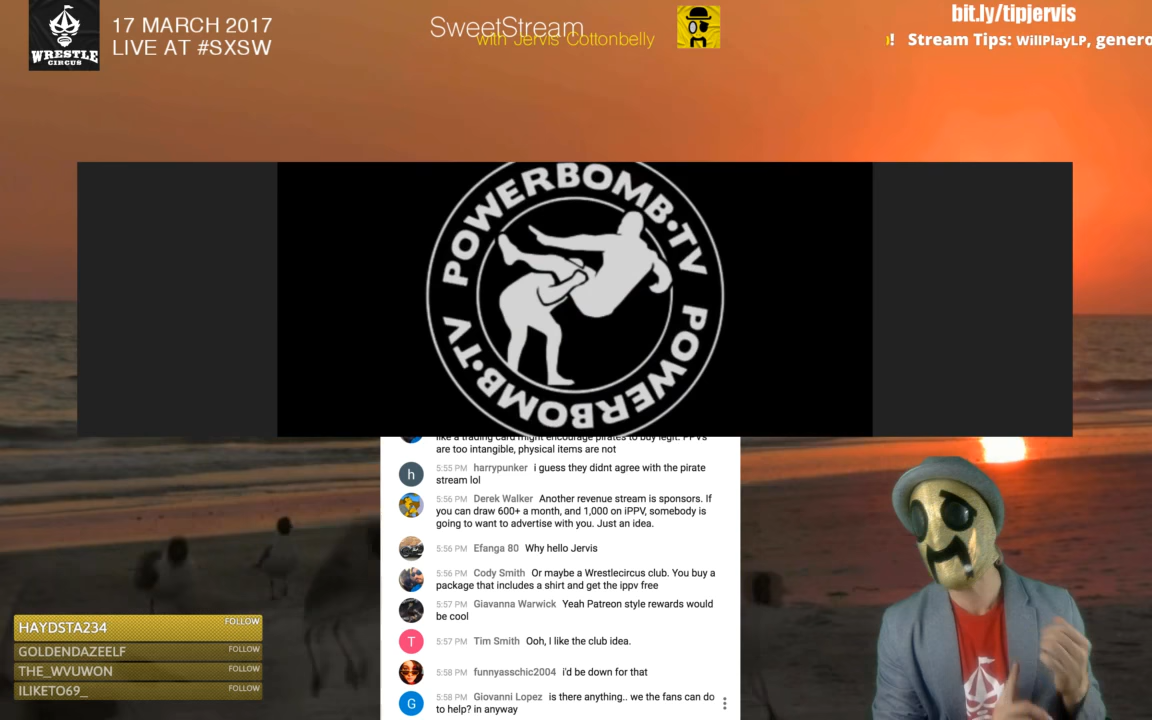 WRESTLE
CIRCUS
17 MARCH 2017
LIVE AT #SXSW
SweetStream
with Jervis Cottonbelly
bit.ly/tipjervis
! Stream Tips: WillPlayLP, genero
POWERBOMB.TV
POWERBOMB.TV
like a trading card might encourage pirates to buy legit. PPVs
are too intangible, physical items are not
h
5:55 PM harrypunker i guess they didnt agree with the pirate
stream lol
5:56 PM Derek Walker Another revenue stream is sponsors. If
you can draw 600+ a month, and 1,000 on iPPV, somebody is
going to want to advertise with you. Just an idea.
5:56 PM Efanga 80 Why hello Jervis
5:56 PM Cody Smith Or maybe a Wrestlecircus club. You buy a
package that includes a shirt and get the ippv free
5:57 PM Giavanna Warwick Yeah Patreon style rewards would
be cool
T
5:57 PM Tim Smith Ooh, I like the club idea.
5:58 PM funnyasschic2004 i'd be down for that
G
5:58 PM Giovanni Lopez is there anything.. we the fans can do
to help? in anyway
HAYDSTA234 FOLLOW
GOLDENDAZEELF FOLLOW
THE_WVUWON FOLLOW
ILIKETO69_ FOLLOW